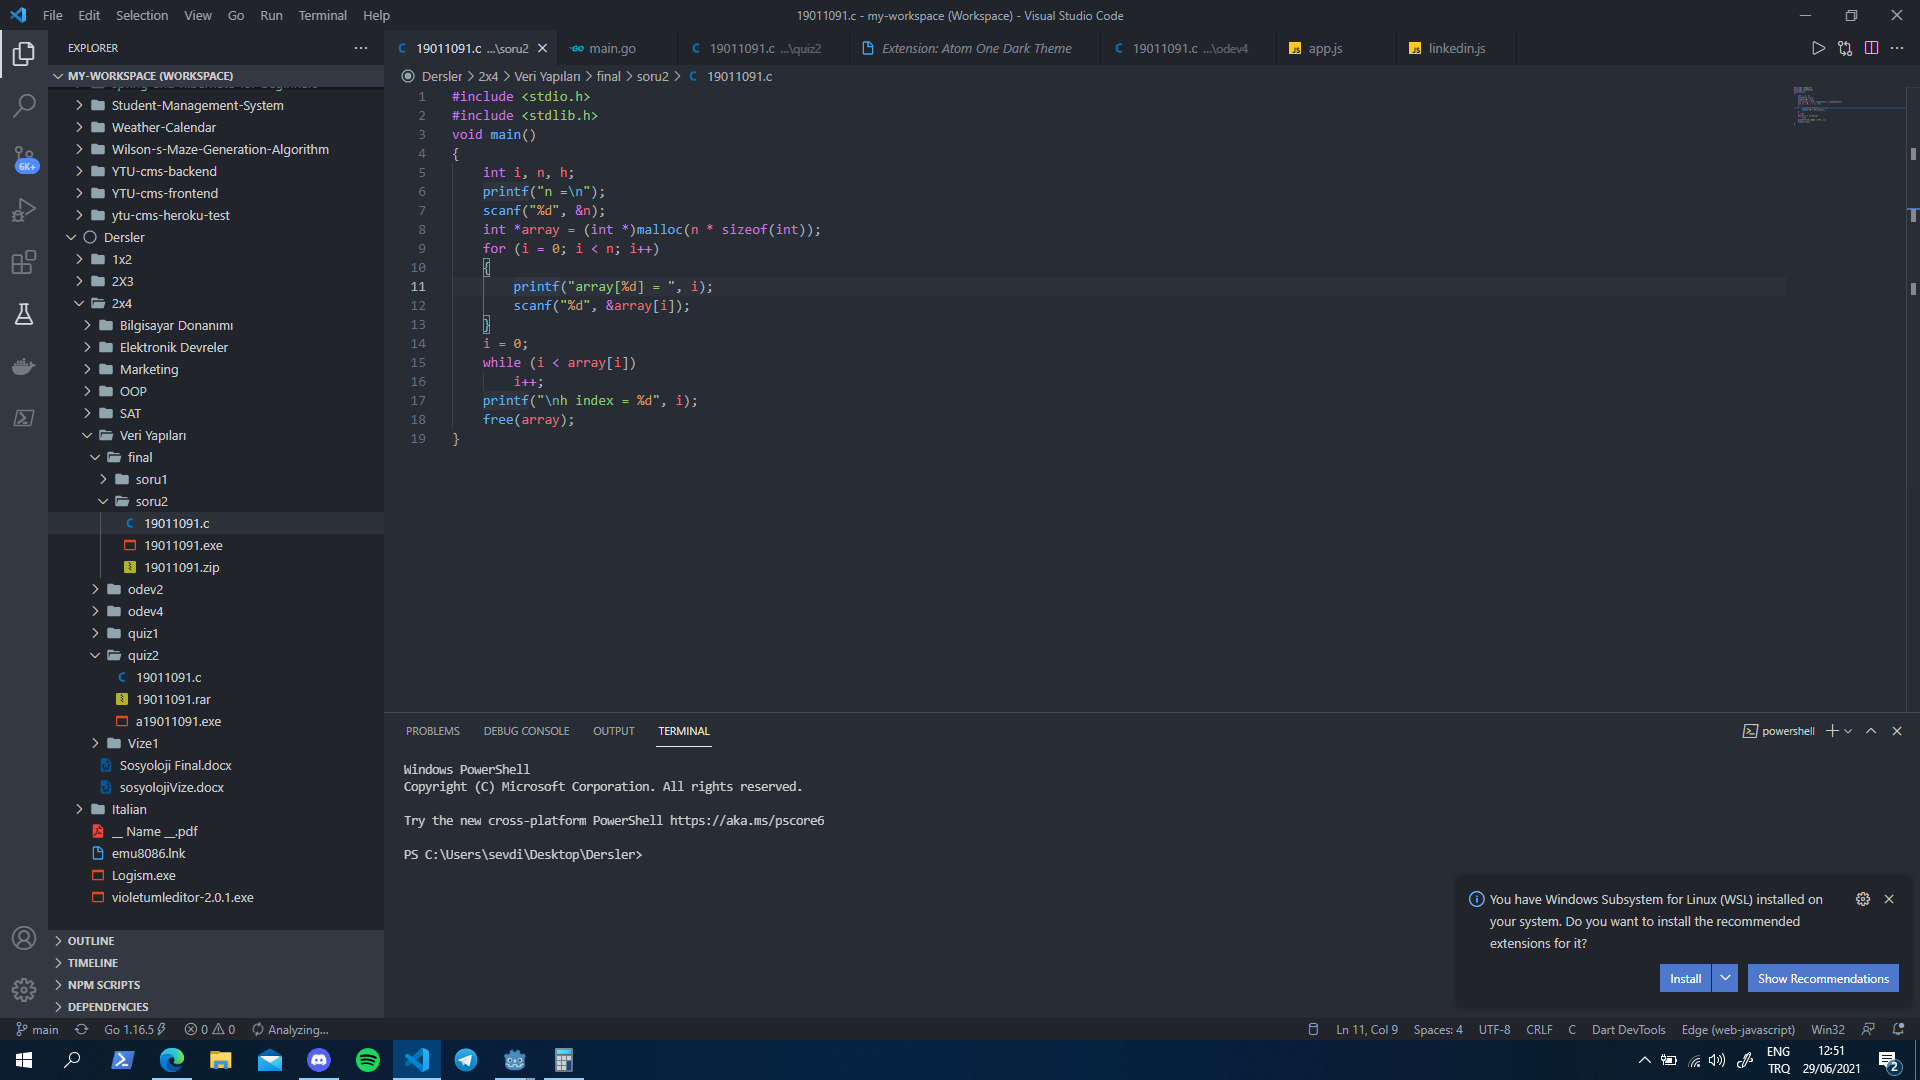 File Edit Selection View Go Run Terminal Help
19011091.c - my-workspace (Workspace) - Visual Studio Code
EXPLORER
MY-WORKSPACE (WORKSPACE)
Student-Management-System
Weather-Calendar
Wilson-s-Maze-Generation-Algorithm
YTU-cms-backend
YTU-cms-frontend
ytu-cms-heroku-test
Dersler
1x2
2X3
2x4
Bilgisayar Donanımı
Elektronik Devreler
Marketing
OOP
SAT
Veri Yapıları
final
soru1
soru2
19011091.c
19011091.exe
19011091.zip
odev2
odev4
quiz1
quiz2
19011091.c
19011091.rar
a19011091.exe
Vize1
Sosyoloji Final.docx
sosyolojiVize.docx
Italian
__ Name __.pdf
emu8086.lnk
Logism.exe
violetumleditor-2.0.1.exe
OUTLINE
TIMELINE
NPM SCRIPTS
DEPENDENCIES
6K+
19011091.c ...\soru2
main.go
19011091.c ...\quiz2
Extension: Atom One Dark Theme
19011091.c ...\odev4
app.js
linkedin.js
Dersler > 2x4 > Veri Yapıları > final > soru2 > C 19011091.c
1 #include <stdio.h>
2 #include <stdlib.h>
3 void main()
4 {
5 int i, n, h;
6 printf("n =\n");
7 scanf("%d", &n);
8 int *array = (int *)malloc(n * sizeof(int));
9 for (i = 0; i < n; i++)
10 {
11 printf("array[%d] = ", i);
12 scanf("%d", &array[i]);
13 }
14 i = 0;
15 while (i < array[i])
16 i++;
17 printf("\nh index = %d", i);
18 free(array);
19 }
PROBLEMS DEBUG CONSOLE OUTPUT TERMINAL
powershell
Windows PowerShell
Copyright (C) Microsoft Corporation. All rights reserved.
Try the new cross-platform PowerShell https://aka.ms/pscore6
PS C:\Users\sevdi\Desktop\Dersler>
You have Windows Subsystem for Linux (WSL) installed on
your system. Do you want to install the recommended
extensions for it?
Install
Show Recommendations
main Go 1.16.5 0 0 Analyzing...
Ln 11, Col 9 Spaces: 4 UTF-8 CRLF C Dart DevTools Edge (web-javascript) Win32
ENG
TRQ
12:51
29/06/2021
2